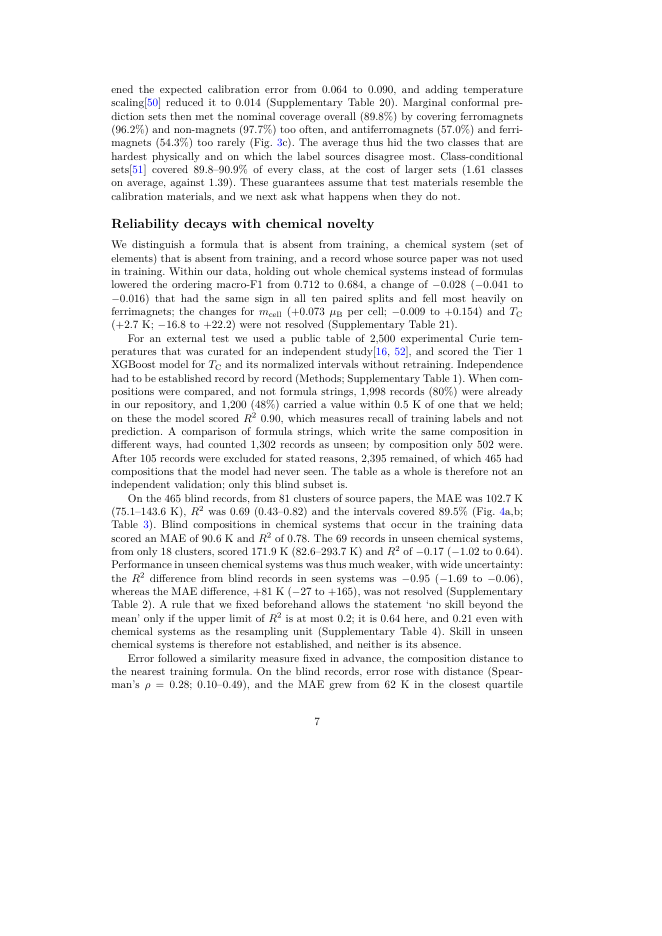 ened the expected calibration error from 0.064 to 0.090, and adding temperature
scaling[50] reduced it to 0.014 (Supplementary Table 20). Marginal conformal pre-
diction sets then met the nominal coverage overall (89.8%) by covering ferromagnets
(96.2%) and non-magnets (97.7%) too often, and antiferromagnets (57.0%) and ferri-
magnets (54.3%) too rarely (Fig. 3c). The average thus hid the two classes that are
hardest physically and on which the label sources disagree most. Class-conditional
sets[51] covered 89.8–90.9% of every class, at the cost of larger sets (1.61 classes
on average, against 1.39). These guarantees assume that test materials resemble the
calibration materials, and we next ask what happens when they do not.
Reliability decays with chemical novelty
We distinguish a formula that is absent from training, a chemical system (set of
elements) that is absent from training, and a record whose source paper was not used
in training. Within our data, holding out whole chemical systems instead of formulas
lowered the ordering macro-F1 from 0.712 to 0.684, a change of −0.028 (−0.041 to
−0.016) that had the same sign in all ten paired splits and fell most heavily on
ferrimagnets; the changes for m_cell (+0.073 μ_B per cell; −0.009 to +0.154) and T_C
(+2.7 K; −16.8 to +22.2) were not resolved (Supplementary Table 21).
For an external test we used a public table of 2,500 experimental Curie tem-
peratures that was curated for an independent study[16, 52], and scored the Tier 1
XGBoost model for T_C and its normalized intervals without retraining. Independence
had to be established record by record (Methods; Supplementary Table 1). When com-
positions were compared, and not formula strings, 1,998 records (80%) were already
in our repository, and 1,200 (48%) carried a value within 0.5 K of one that we held;
on these the model scored R² 0.90, which measures recall of training labels and not
prediction. A comparison of formula strings, which write the same composition in
different ways, had counted 1,302 records as unseen; by composition only 502 were.
After 105 records were excluded for stated reasons, 2,395 remained, of which 465 had
compositions that the model had never seen. The table as a whole is therefore not an
independent validation; only this blind subset is.
On the 465 blind records, from 81 clusters of source papers, the MAE was 102.7 K
(75.1–143.6 K), R² was 0.69 (0.43–0.82) and the intervals covered 89.5% (Fig. 4a,b;
Table 3). Blind compositions in chemical systems that occur in the training data
scored an MAE of 90.6 K and R² of 0.78. The 69 records in unseen chemical systems,
from only 18 clusters, scored 171.9 K (82.6–293.7 K) and R² of −0.17 (−1.02 to 0.64).
Performance in unseen chemical systems was thus much weaker, with wide uncertainty:
the R² difference from blind records in seen systems was −0.95 (−1.69 to −0.06),
whereas the MAE difference, +81 K (−27 to +165), was not resolved (Supplementary
Table 2). A rule that we fixed beforehand allows the statement ‘no skill beyond the
mean’ only if the upper limit of R² is at most 0.2; it is 0.64 here, and 0.21 even with
chemical systems as the resampling unit (Supplementary Table 4). Skill in unseen
chemical systems is therefore not established, and neither is its absence.
Error followed a similarity measure fixed in advance, the composition distance to
the nearest training formula. On the blind records, error rose with distance (Spear-
man’s ρ = 0.28; 0.10–0.49), and the MAE grew from 62 K in the closest quartile
7